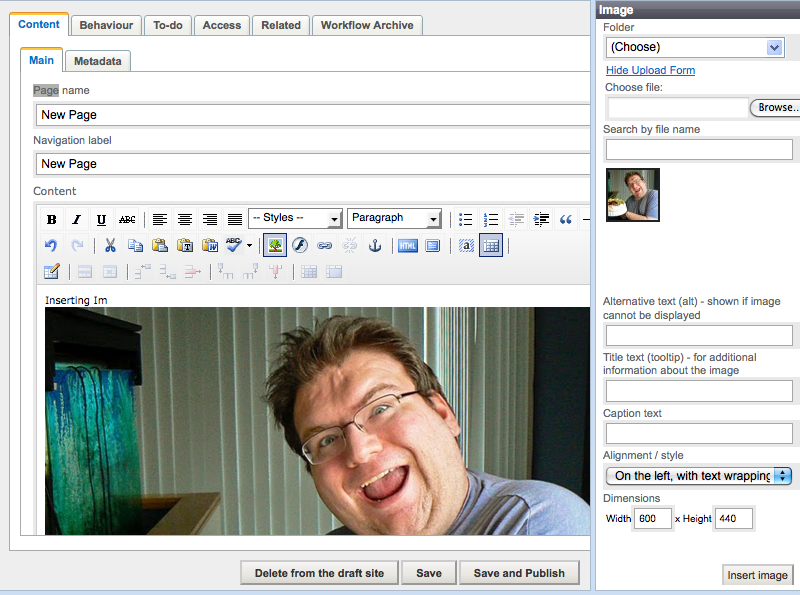 Content Behaviour To-do Access Related Workflow Archive
Main Metadata
Page name
New Page
Navigation label
New Page
Content
B I U ABC -- Styles -- Paragraph
ABC HTML
Inserting Im
Delete from the draft site Save Save and Publish
Image
Folder
(Choose)
Hide Upload Form
Choose file:
Browse..
Search by file name
Alternative text (alt) - shown if image
cannot be displayed
Title text (tooltip) - for additional
information about the image
Caption text
Alignment / style
On the left, with text wrapping
Dimensions
Width 600 x Height 440
Insert image